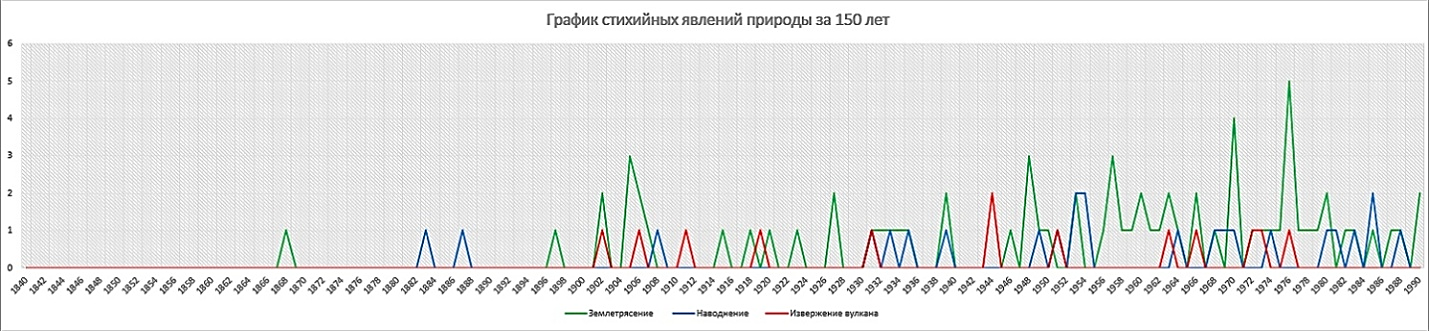 График стихийных явлений природы за 150 лет
6
5
4
3
2
1
0
1840 1842 1844 1846 1848 1850 1852 1854 1856 1858 1860 1862 1864 1866 1868 1870 1872 1874 1876 1878 1880 1882 1884 1886 1888 1890 1892 1894 1896 1898 1900 1902 1904 1906 1908 1910 1912 1914 1916 1918 1920 1922 1924 1926 1928 1930 1932 1934 1936 1938 1940 1942 1944 1946 1948 1950 1952 1954 1956 1958 1960 1962 1964 1966 1968 1970 1972 1974 1976 1978 1980 1982 1984 1986 1988 1990
Землетрясение Наводнение Извержение вулкана